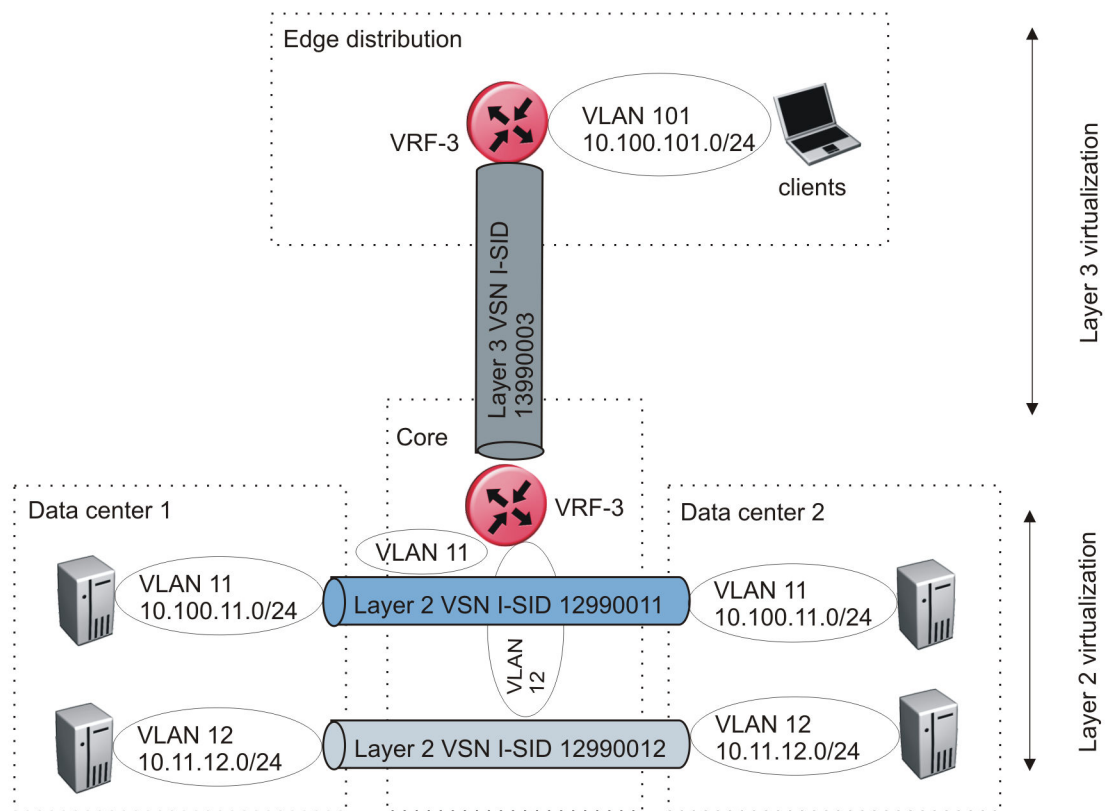 Edge distribution
VRF-3
VLAN 101
10.100.101.0/24
clients
Layer 3 VSN I-SID
13990003
Layer 3 virtualization
Core
VRF-3
Data center 1
Data center 2
VLAN 11
VLAN 11
10.100.11.0/24
Layer 2 VSN I-SID 12990011
VLAN 11
10.100.11.0/24
VLAN
12
VLAN 12
10.11.12.0/24
Layer 2 VSN I-SID 12990012
VLAN 12
10.11.12.0/24
Layer 2 virtualization